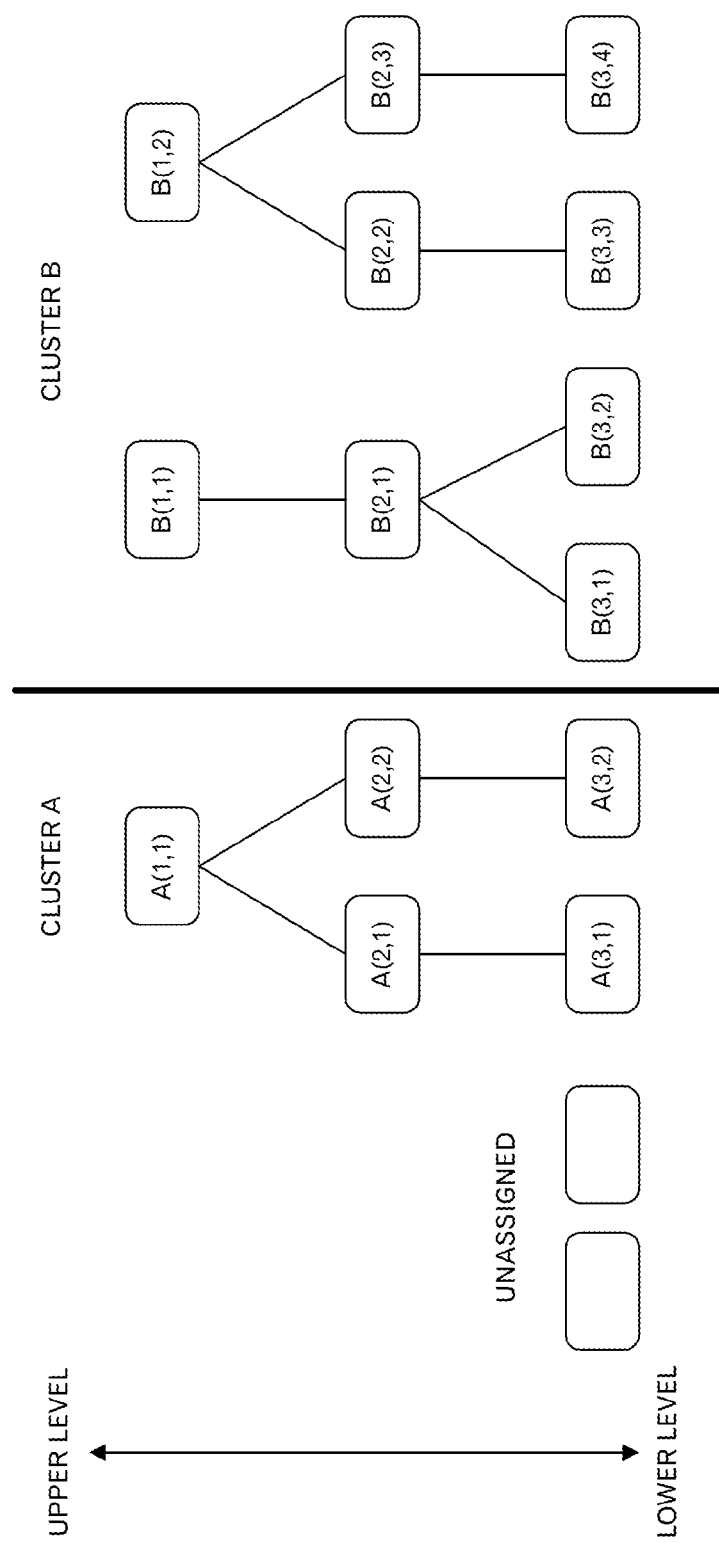 UPPER LEVEL
LOWER LEVEL
UNASSIGNED
CLUSTER A
A(1,1)
A(2,1)
A(2,2)
A(3,1)
A(3,2)
CLUSTER B
B(1,1)
B(1,2)
B(2,1)
B(2,2)
B(2,3)
B(3,1)
B(3,2)
B(3,3)
B(3,4)